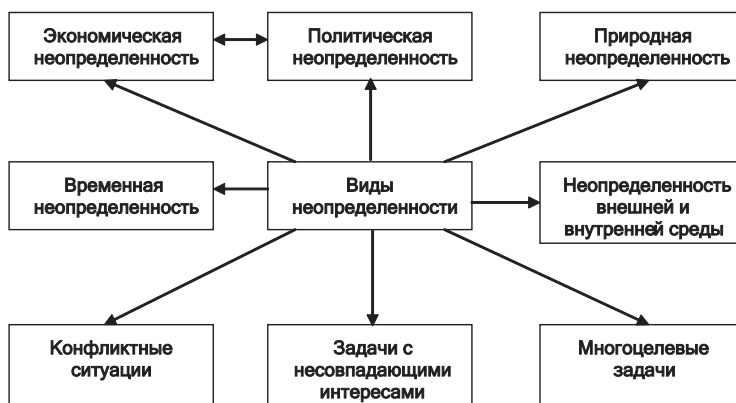 Экономическая
неопределенность
Политическая
неопределенность
Природная
неопределенность
Временная
неопределенность
Виды
неопределенности
Неопределенность
внешней и
внутренней среды
Конфликтные
ситуации
Задачи с
несовпадающими
интересами
Многоцелевые
задачи